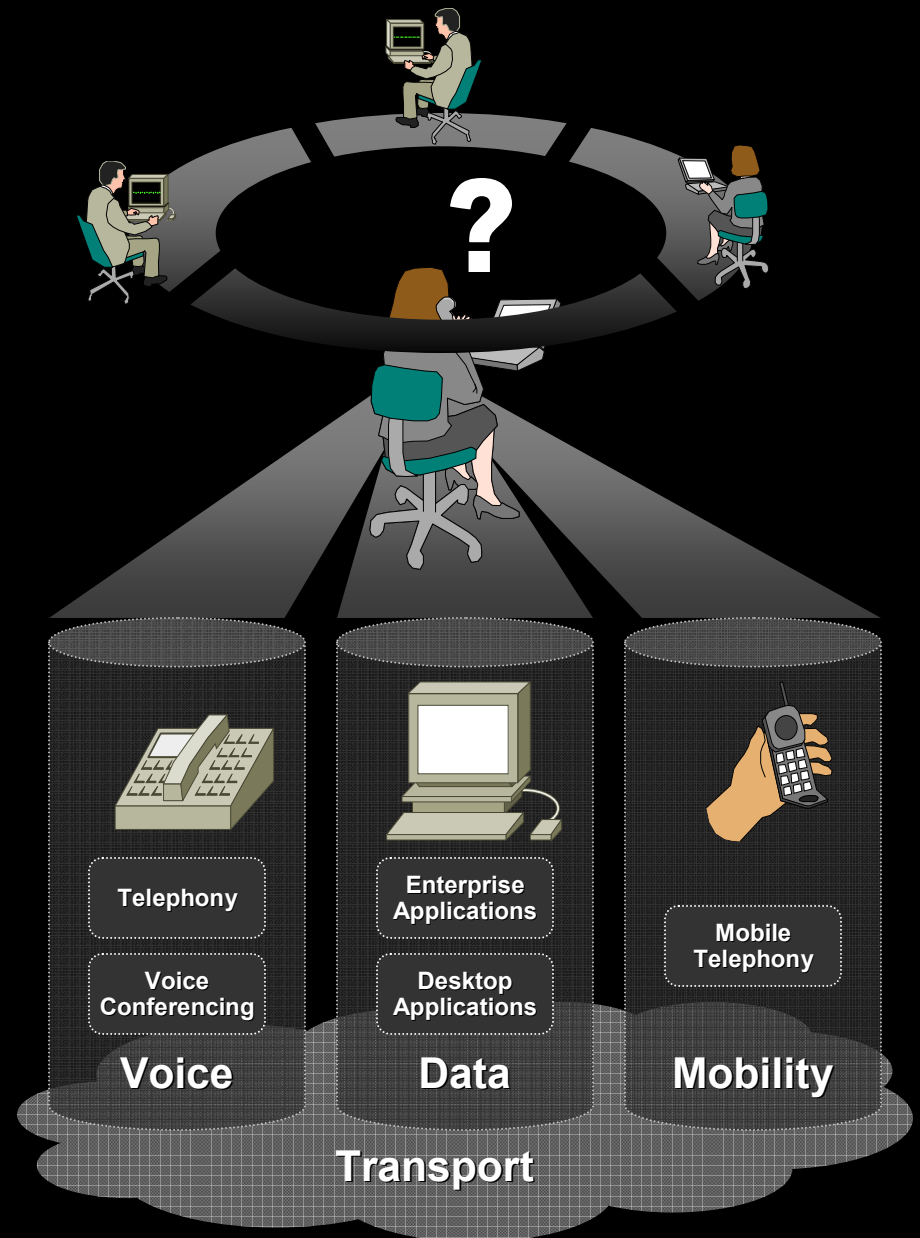 ?
Telephony
Voice
Conferencing
Enterprise
Applications
Desktop
Applications
Mobile
Telephony
Voice
Data
Mobility
Transport